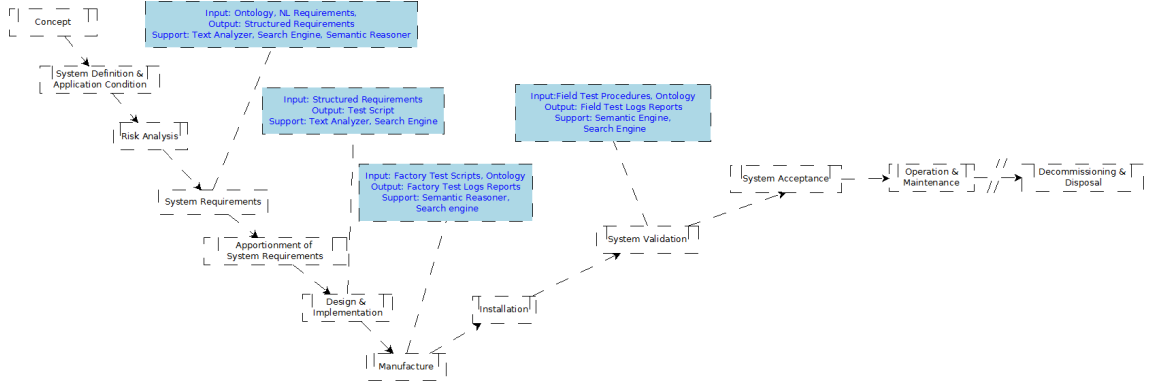 Concept
Input: Ontology, NL Requirements,
Output: Structured Requirements
Support: Text Analyzer, Search Engine, Semantic Reasoner
System Definition &
Application Condition
Input: Structured Requirements
Output: Test Script
Support: Text Analyzer, Search Engine
Input:Field Test Procedures, Ontology
Output: Field Test Logs Reports
Support: Semantic Engine,
Search Engine
Risk Analysis
Input: Factory Test Scripts, Ontology
Output: Factory Test Logs Reports
Support: Semantic Reasoner,
Search engine
System Acceptance
Operation &
Maintenance
//
//
Decommissioning &
Disposal
System Requirements
Apportionment of
System Requirements
System Validation
Design &
Implementation
Installation
Manufacture